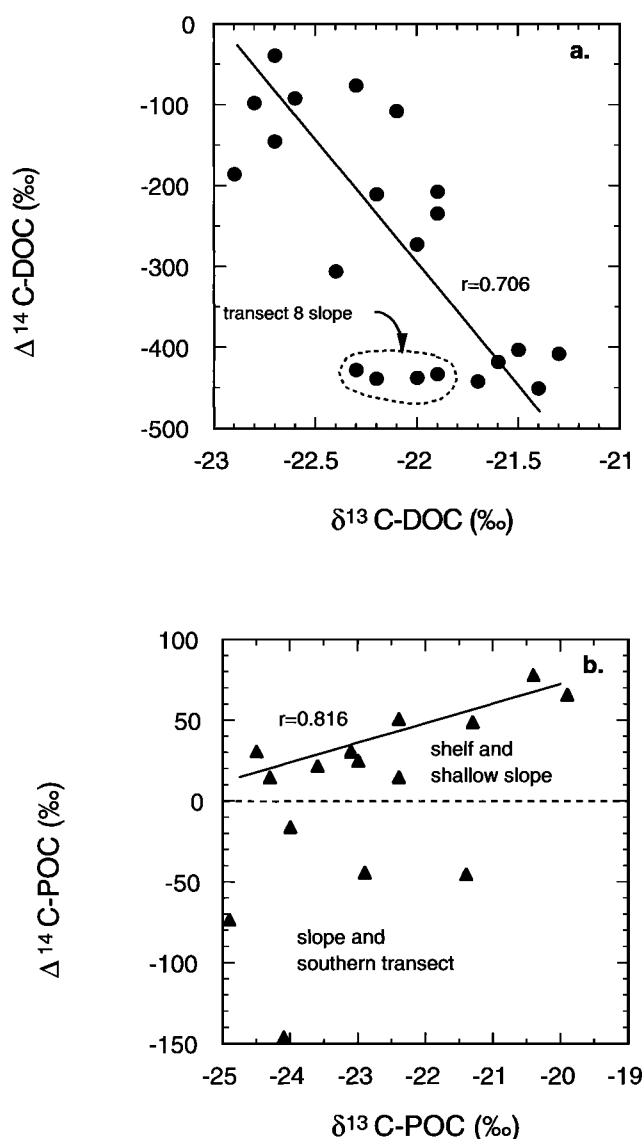 a.
0
-100
-200
-300
-400
-500
Δ14 C-DOC (‰)
r=0.706
transect 8 slope
-23
-22.5
-22
-21.5
-21
δ13 C-DOC (‰)
b.
100
50
0
-50
-100
-150
Δ14 C-POC (‰)
r=0.816
shelf and
shallow slope
slope and
southern transect
-25
-24
-23
-22
-21
-20
-19
δ13 C-POC (‰)